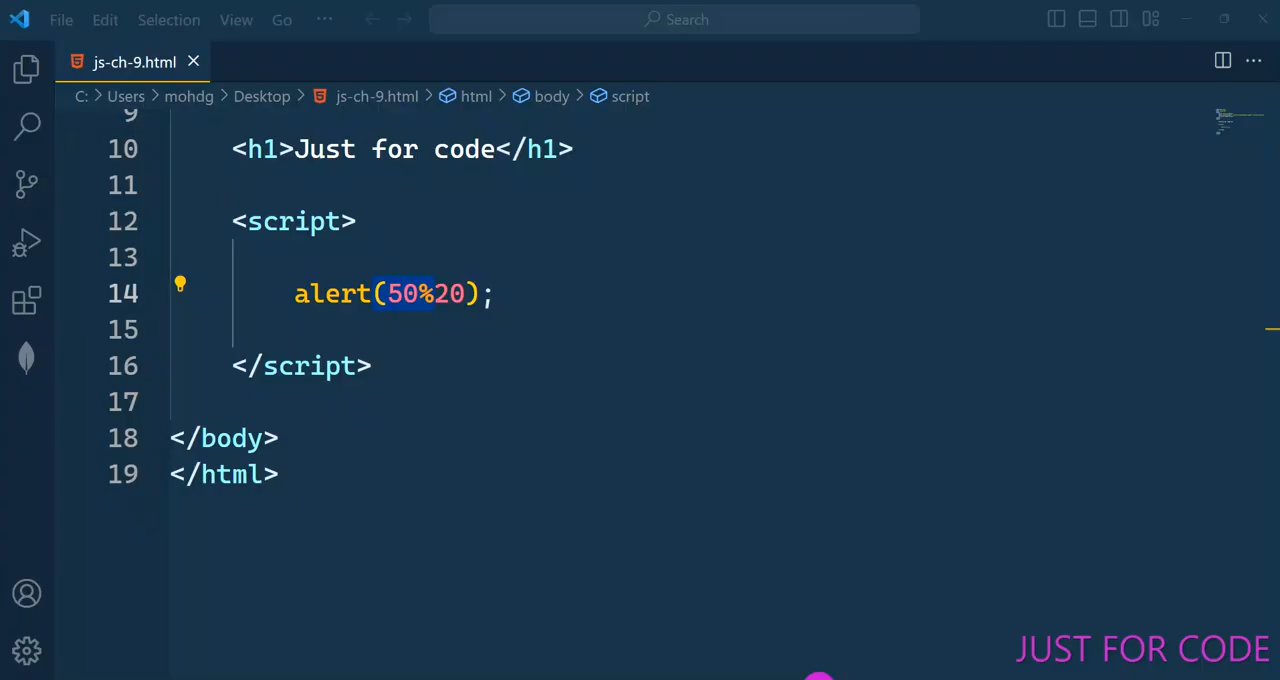 File Edit Selection View Go ··· Search
js-ch-9.html
C: > Users > mohdg > Desktop > js-ch-9.html > html > body > script
9
10 <h1>Just for code</h1>
11
12 <script>
13
14 alert(50%20);
15
16 </script>
17
18 </body>
19 </html>
JUST FOR CODE